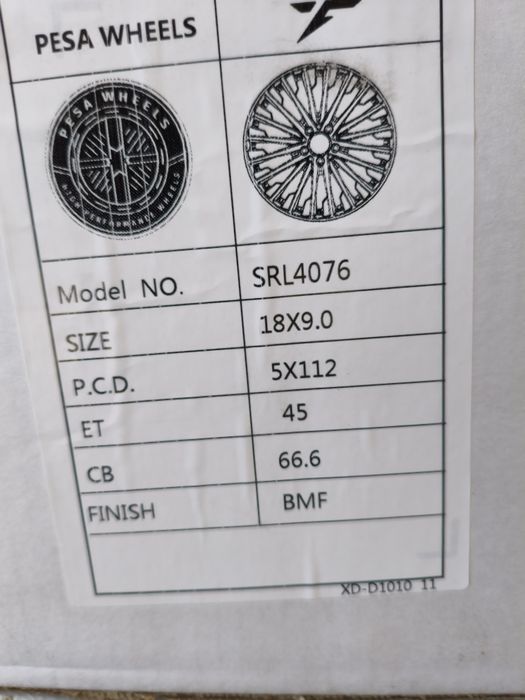 PESA WHEELS
PESA WHEELS
HIGH PERFORMANCE WHEELS
Model NO. SRL4076
SIZE 18X9.0
P.C.D. 5X112
ET 45
CB 66.6
FINISH BMF
XD-D1010 11